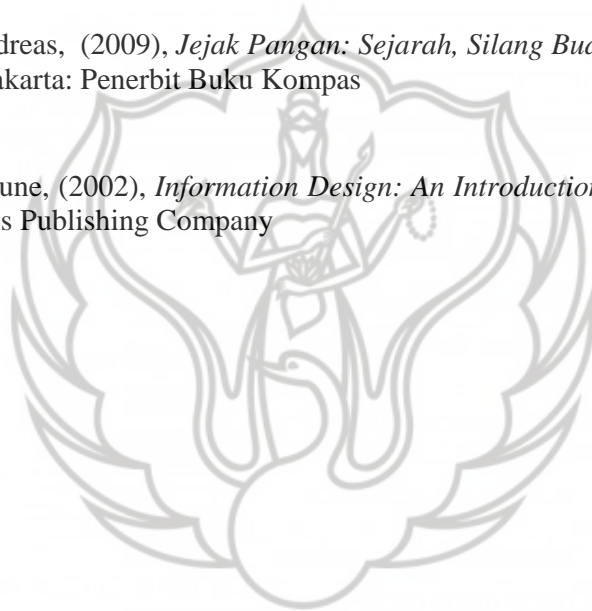 dreas, (2009), Jejak Pangan: Sejarah, Silang Bud
akarta: Penerbit Buku Kompas
une, (2002), Information Design: An Introduction
s Publishing Company